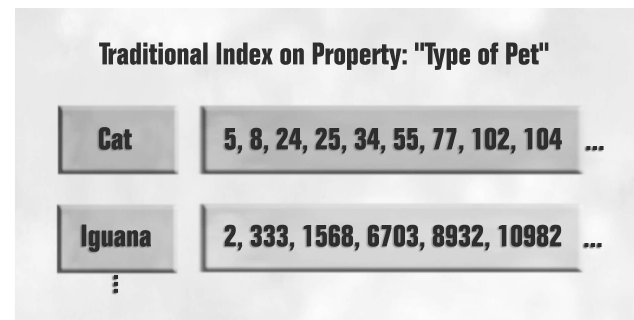 Traditional Index on Property: "Type of Pet"
Cat 5, 8, 24, 25, 34, 55, 77, 102, 104 ...
Iguana 2, 333, 1568, 6703, 8932, 10982 ...